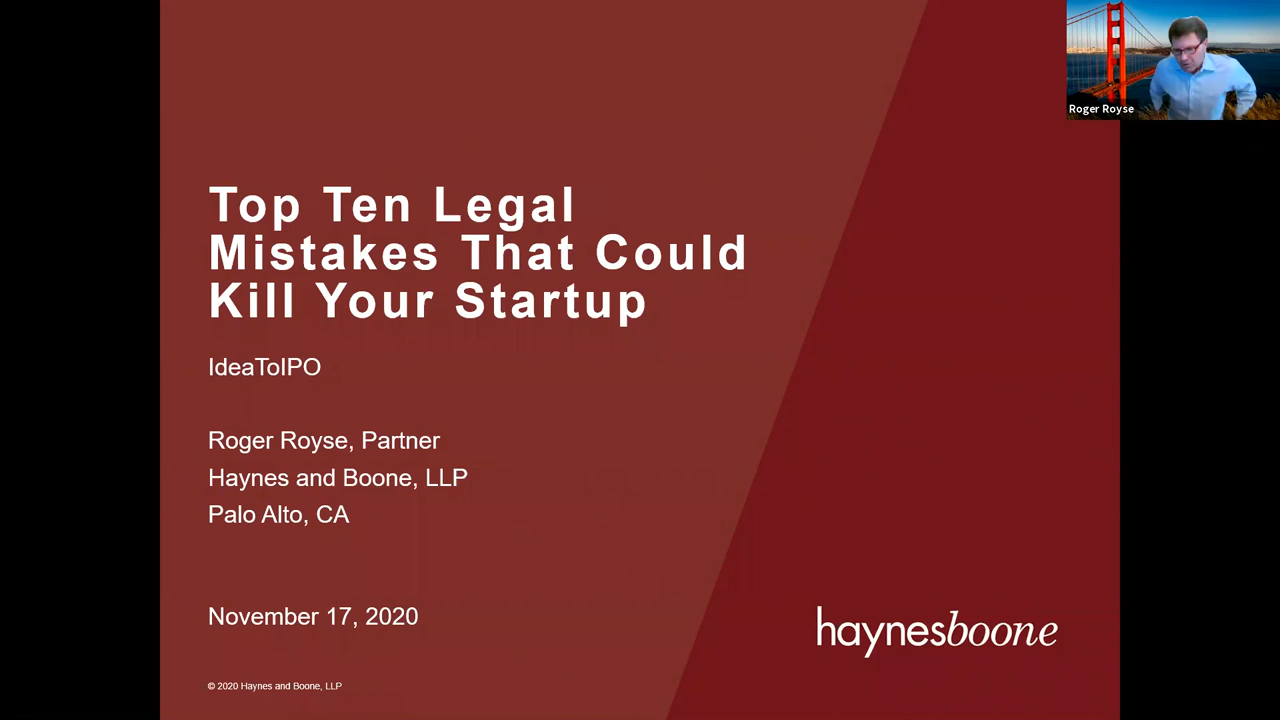 Roger Royse
Top Ten Legal
Mistakes That Could
Kill Your Startup
IdeaToIPO
Roger Royse, Partner
Haynes and Boone, LLP
Palo Alto, CA
November 17, 2020
haynesboone
© 2020 Haynes and Boone, LLP